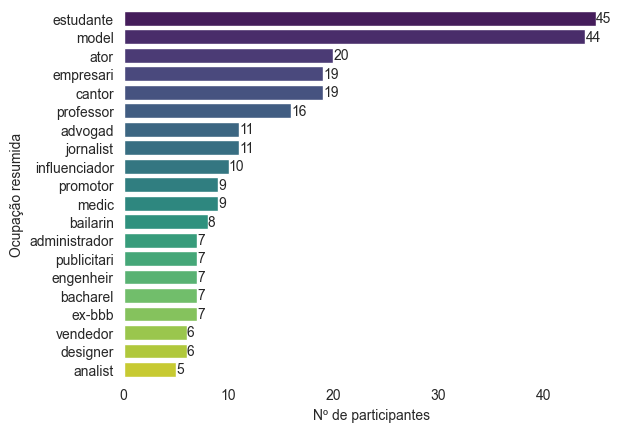 estudante 45
model 44
ator 20
empresari 19
cantor 19
professor 16
advogad 11
jornalist 11
influenciador 10
promotor 9
medic 9
bailarin 8
administrador 7
publicitari 7
engenheir 7
bacharel 7
ex-bbb 7
vendedor 6
designer 6
analist 5
Ocupação resumida
0 10 20 30 40
Nº de participantes